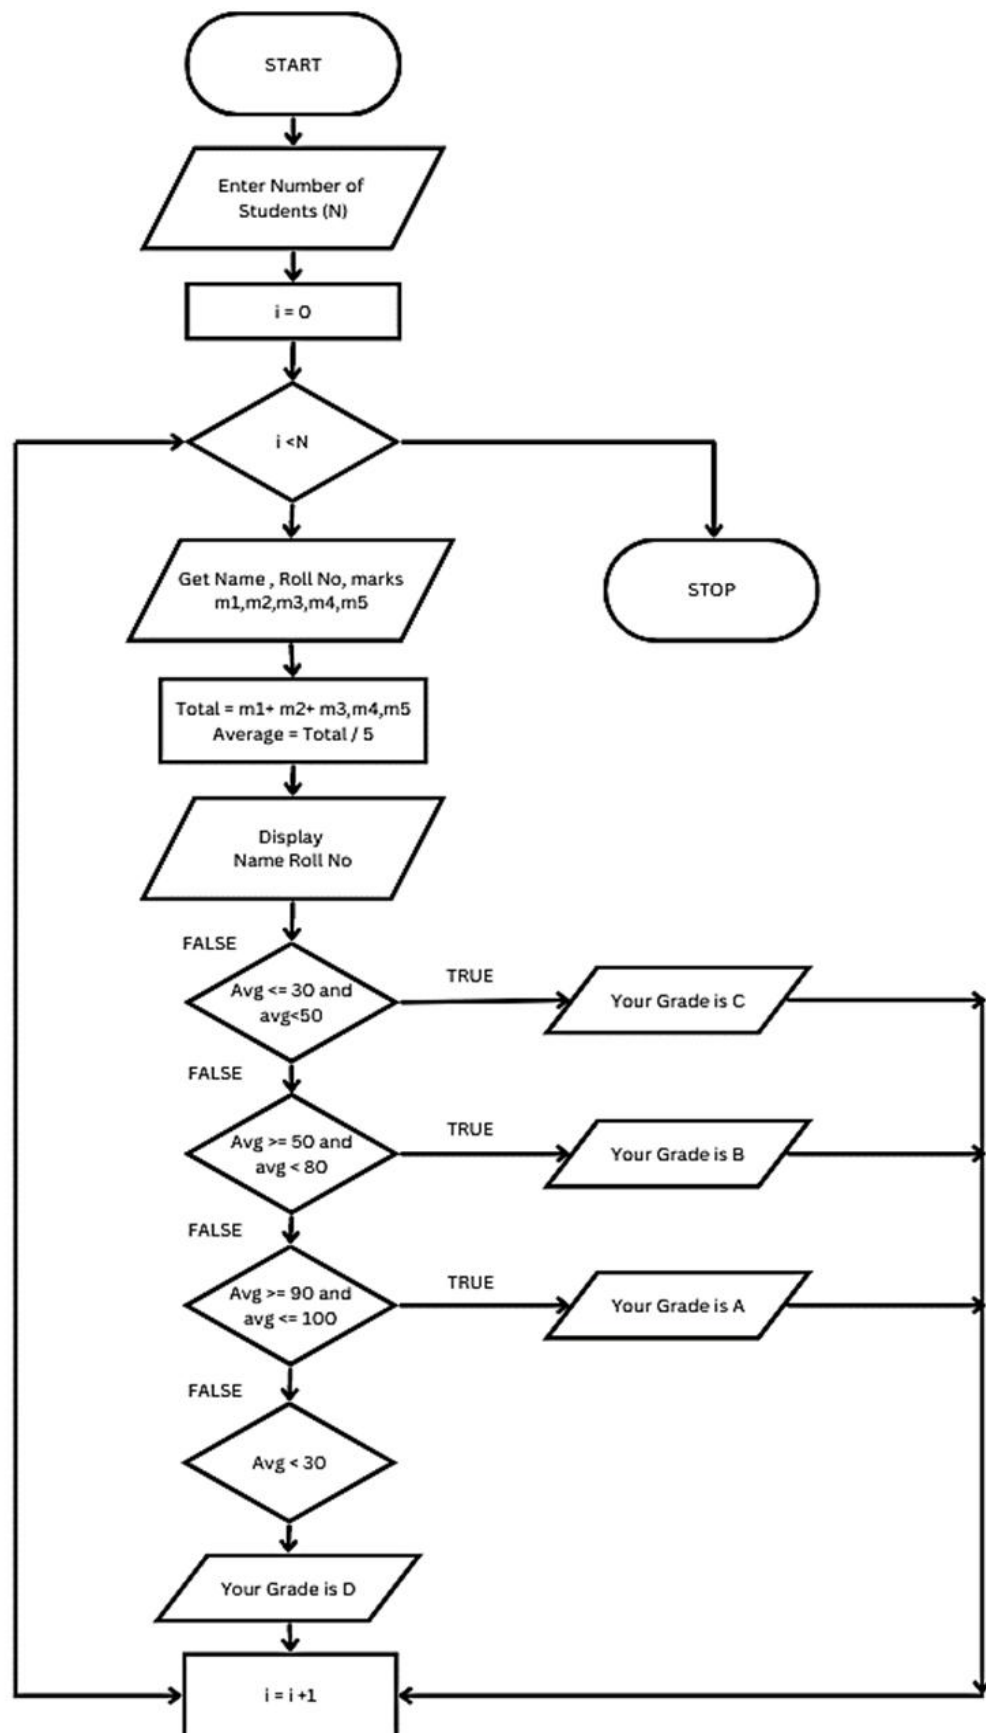 START
Enter Number of
Students (N)
i = 0
i <N
Get Name , Roll No, marks
m1,m2,m3,m4,m5
STOP
Total = m1+ m2+ m3,m4,m5
Average = Total / 5
Display
Name Roll No
FALSE
Avg <= 30 and
avg<50
TRUE
Your Grade is C
FALSE
Avg >= 50 and
avg < 80
TRUE
Your Grade is B
FALSE
Avg >= 90 and
avg <= 100
TRUE
Your Grade is A
FALSE
Avg < 30
Your Grade is D
i = i +1